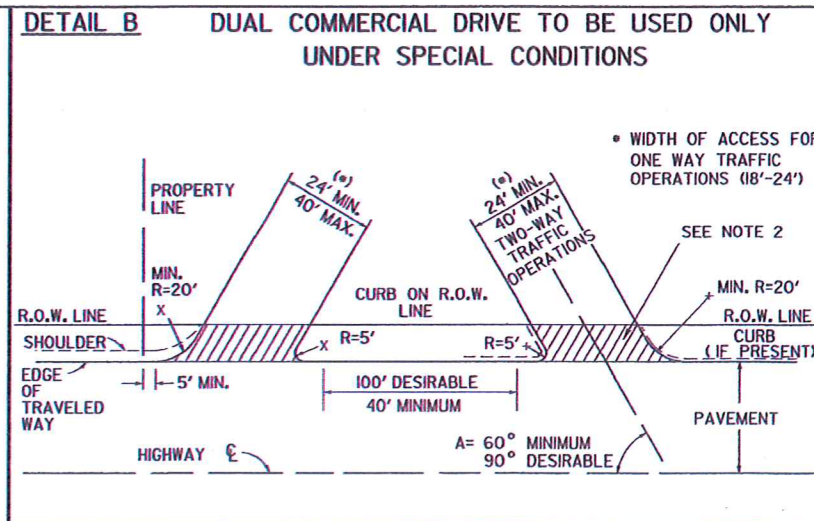 DETAIL B DUAL COMMERCIAL DRIVE TO BE USED ONLY
UNDER SPECIAL CONDITIONS
• WIDTH OF ACCESS FOR
ONE WAY TRAFFIC
OPERATIONS (18'-24')
PROPERTY
LINE
(•)
24' MIN.
40' MAX.
(•)
24' MIN.
40' MAX.
TWO-WAY
TRAFFIC
OPERATIONS
SEE NOTE 2
MIN.
R=20'
X
CURB ON R.O.W.
LINE
MIN. R=20'
R.O.W. LINE
R.O.W. LINE
SHOULDER
X R=5'
R=5'
CURB
(IF PRESENT)
EDGE
OF
TRAVELED
WAY
5' MIN.
100' DESIRABLE
40' MINIMUM
PAVEMENT
HIGHWAY ℄
A= 60° MINIMUM
90° DESIRABLE